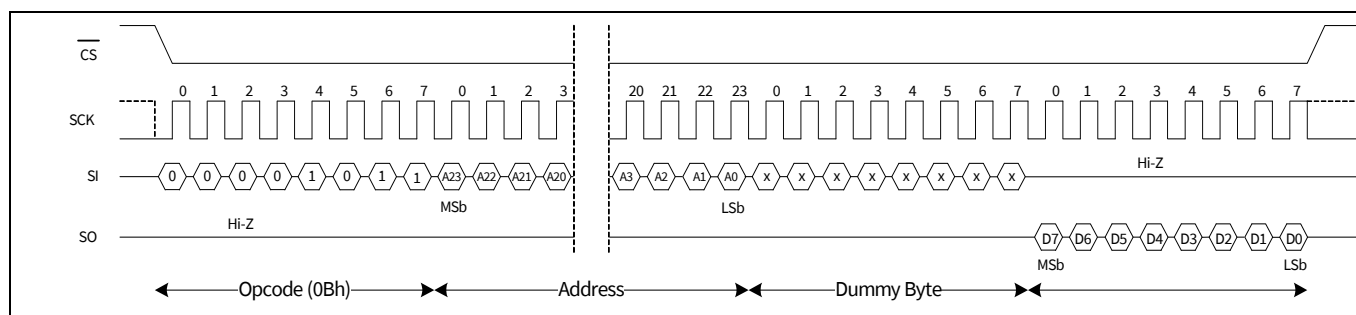 CS
0 1 2 3 4 5 6 7 0 1 2 3 20 21 22 23 0 1 2 3 4 5 6 7 0 1 2 3 4 5 6 7
SCK
Hi-Z
SI 0 0 0 0 1 0 1 1 A23 A22 A21 A20 A3 A2 A1 A0 x x x x x x x x
MSb LSb
Hi-Z
SO D7 D6 D5 D4 D3 D2 D1 D0
MSb LSb
Opcode (0Bh) Address Dummy Byte